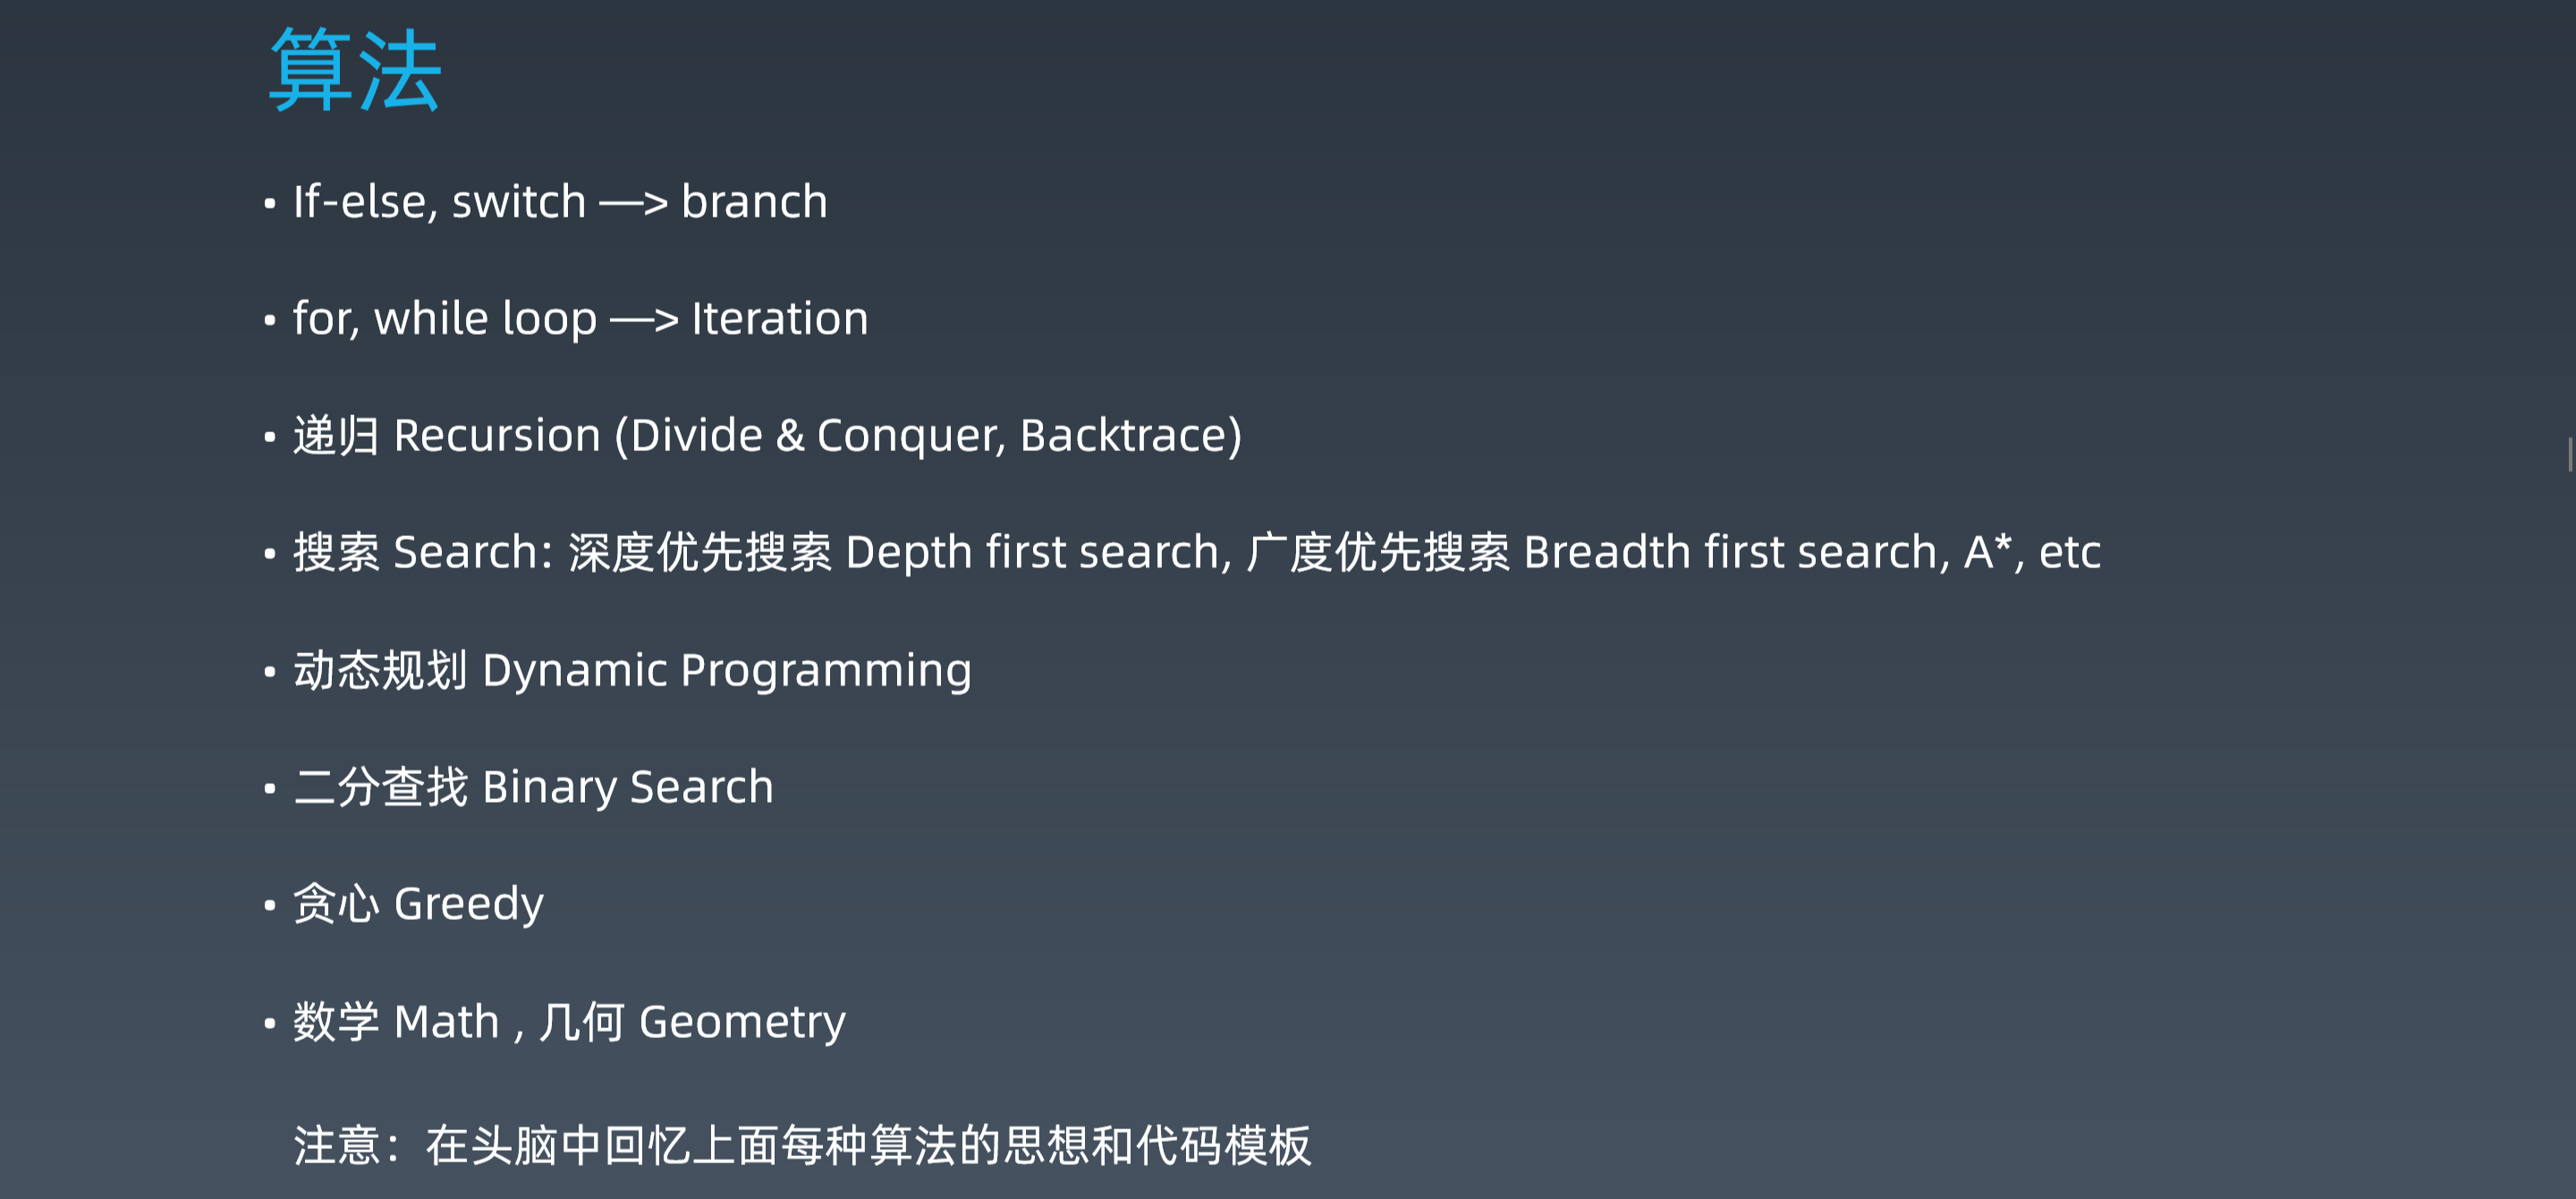 算法
• If-else, switch —> branch
• for, while loop —> Iteration
• 递归 Recursion (Divide & Conquer, Backtrace)
• 搜索 Search: 深度优先搜索 Depth first search, 广度优先搜索 Breadth first search, A*, etc
• 动态规划 Dynamic Programming
• 二分查找 Binary Search
• 贪心 Greedy
• 数学 Math , 几何 Geometry
注意：在头脑中回忆上面每种算法的思想和代码模板